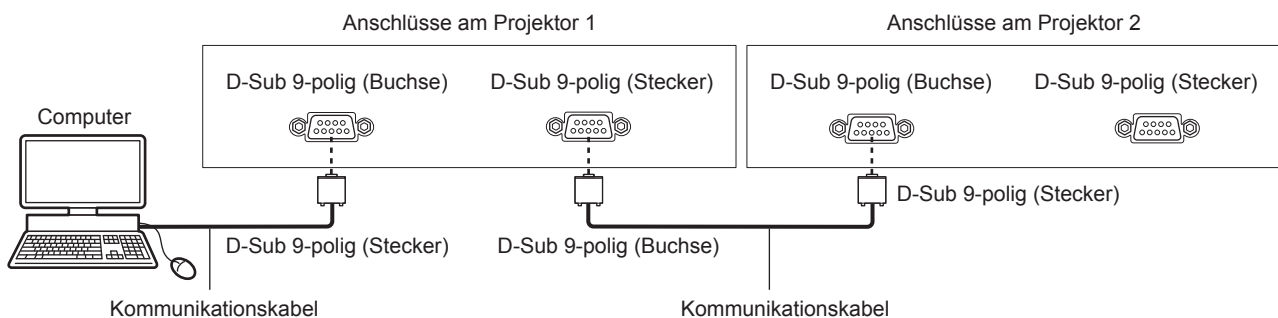 Anschlüsse am Projektor 1
Anschlüsse am Projektor 2
D-Sub 9-polig (Buchse)
D-Sub 9-polig (Stecker)
D-Sub 9-polig (Buchse)
D-Sub 9-polig (Stecker)
Computer
D-Sub 9-polig (Stecker)
D-Sub 9-polig (Stecker)
D-Sub 9-polig (Buchse)
Kommunikationskabel
Kommunikationskabel